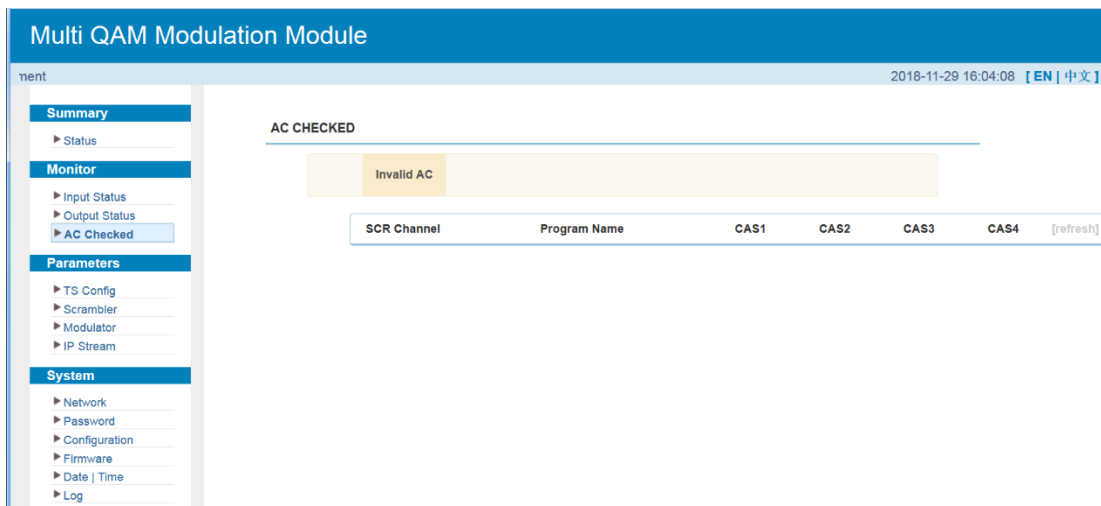 Multi QAM Modulation Module
ment 2018-11-29 16:04:08 [ EN | 中文 ]
Summary
Status
Monitor
Input Status
Output Status
AC Checked
Parameters
TS Config
Scrambler
Modulator
IP Stream
System
Network
Password
Configuration
Firmware
Date | Time
Log
AC CHECKED
Invalid AC
SCR Channel Program Name CAS1 CAS2 CAS3 CAS4 [refresh]